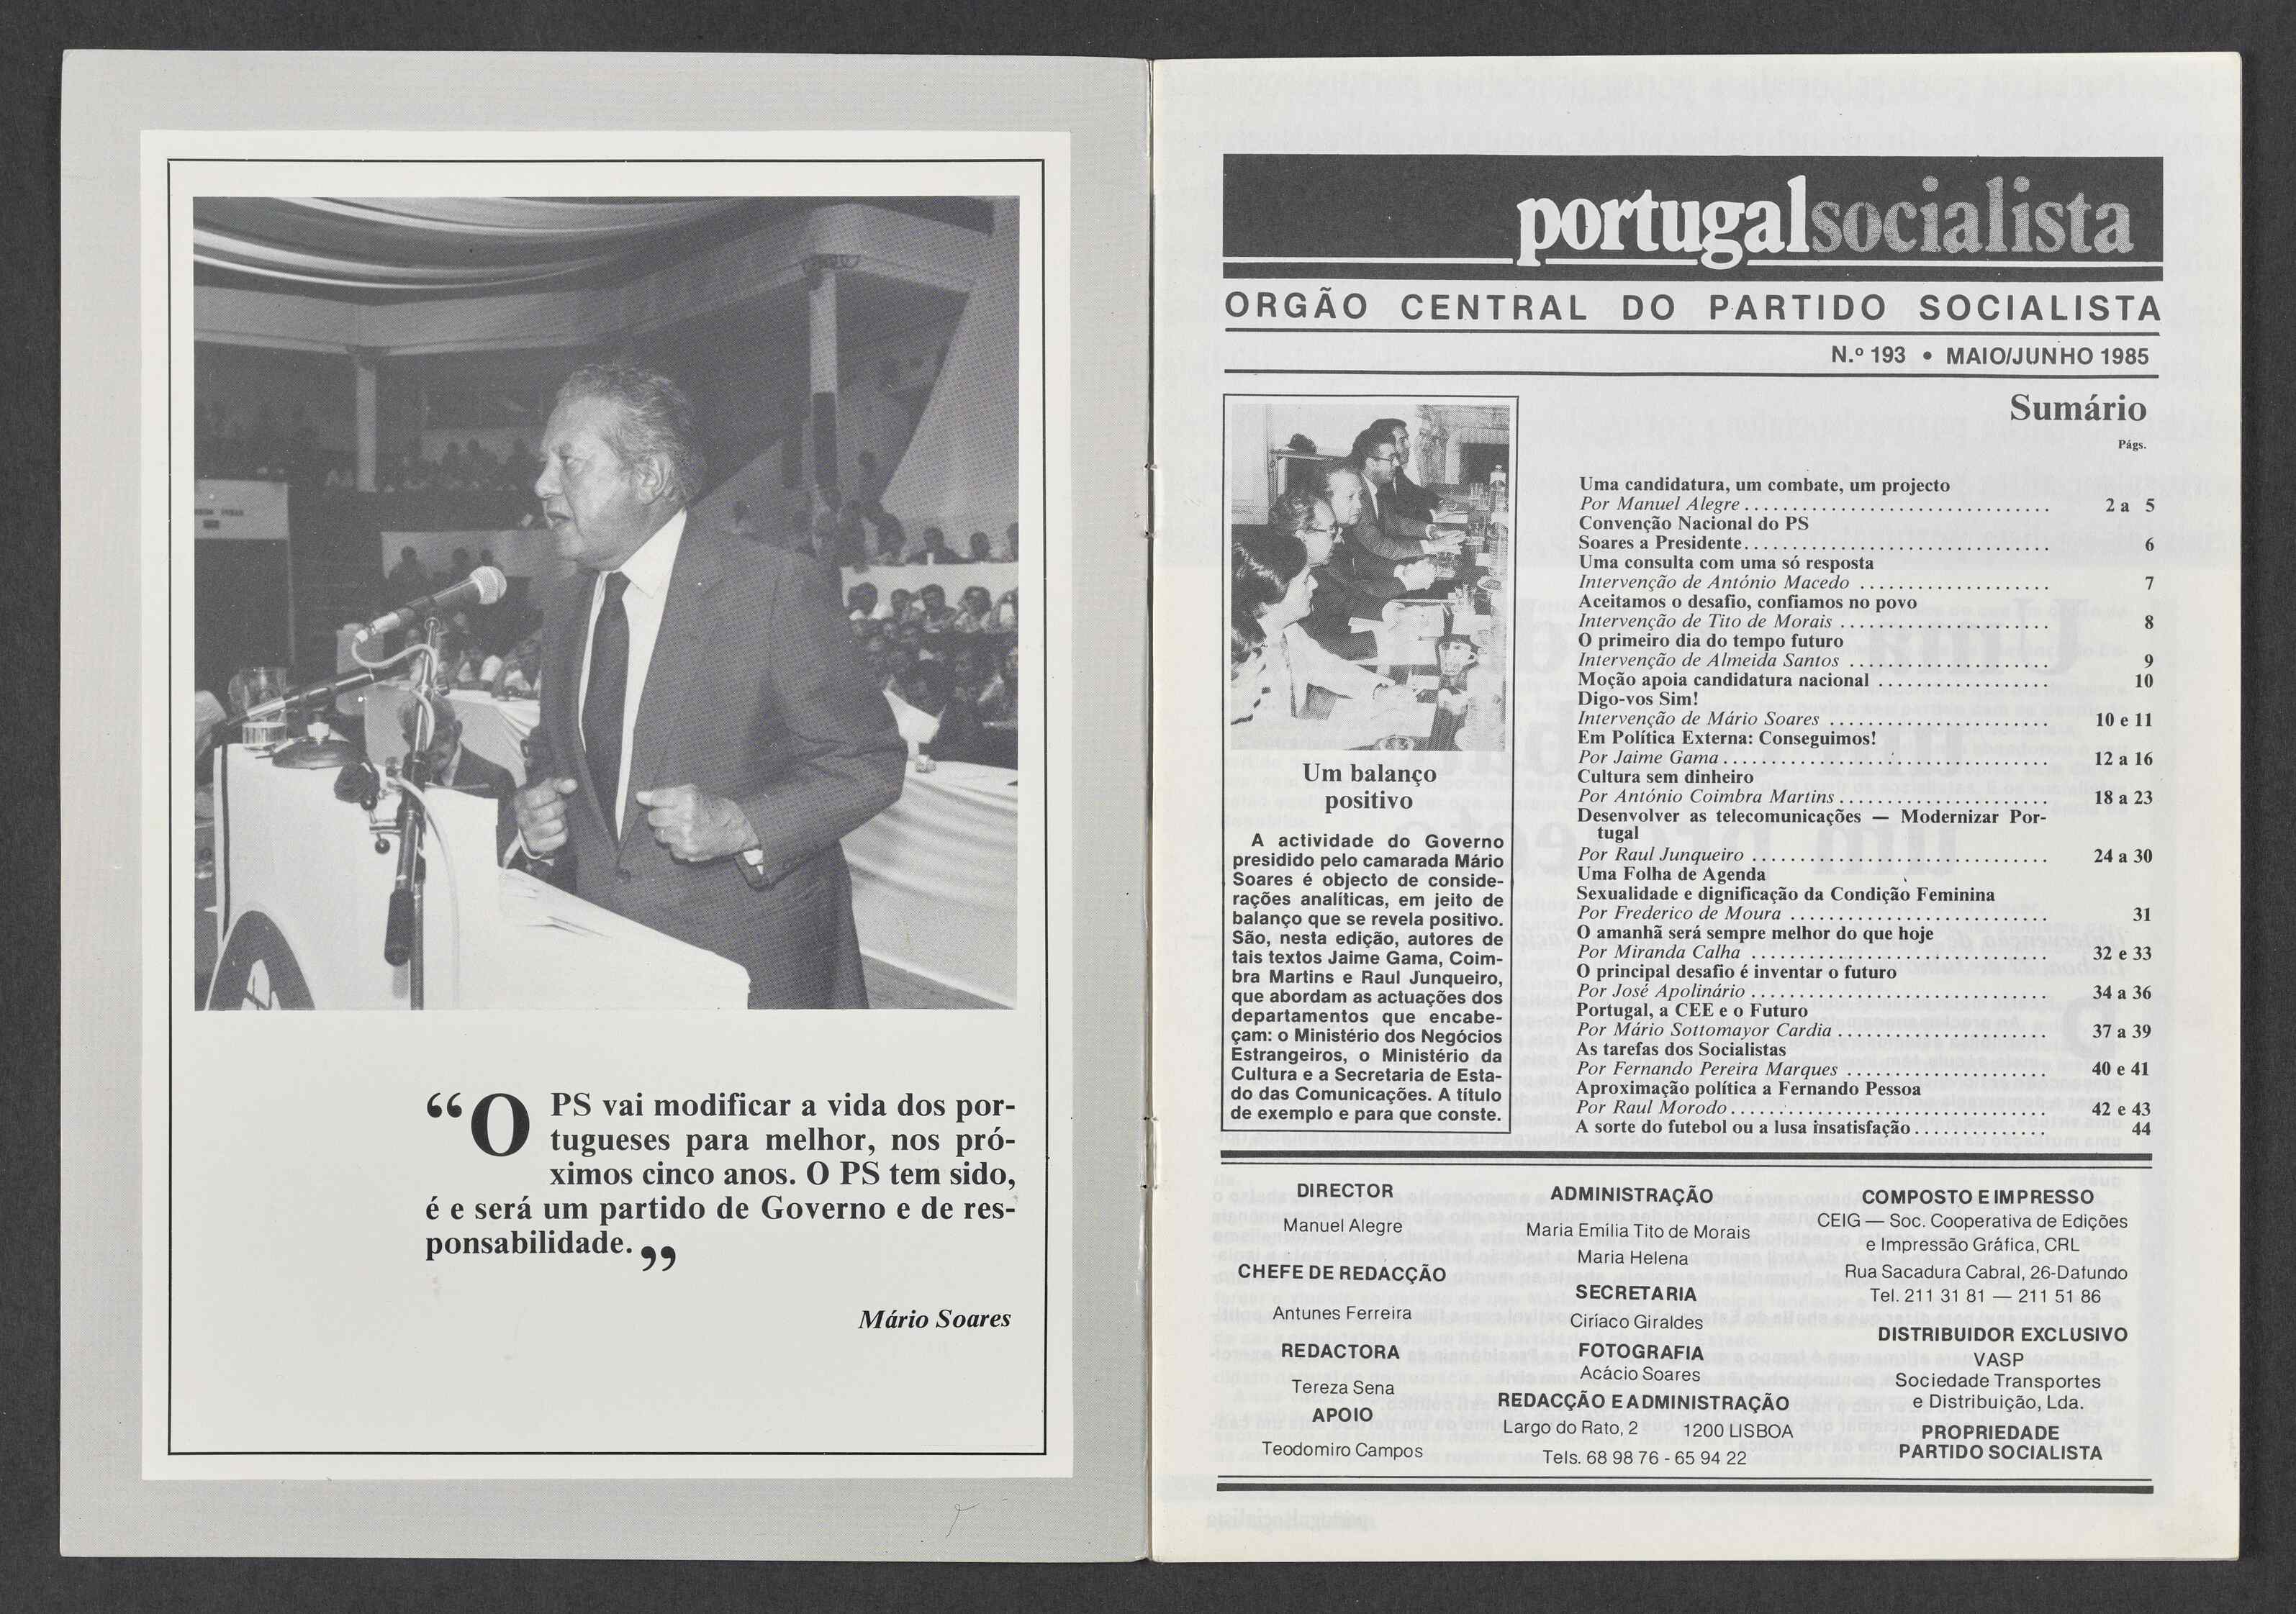 “O PS vai modificar a vida dos por-
tugueses para melhor, nos pró-
ximos cinco anos. O PS tem sido,
é e será um partido de Governo e de res-
ponsabilidade.„
Mário Soares
portugalsocialista
ORGÃO CENTRAL DO PARTIDO SOCIALISTA
N.º 193 • MAIO/JUNHO 1985
Um balanço
positivo
A actividade do Governo
presidido pelo camarada Mário
Soares é objecto de conside-
rações analíticas, em jeito de
balanço que se revela positivo.
São, nesta edição, autores de
tais textos Jaime Gama, Coim-
bra Martins e Raul Junqueiro,
que abordam as actuações dos
departamentos que encabe-
çam: o Ministério dos Negócios
Estrangeiros, o Ministério da
Cultura e a Secretaria de Esta-
do das Comunicações. A título
de exemplo e para que conste.
Sumário
Págs.
Uma candidatura, um combate, um projecto
Por Manuel Alegre ............................... 2 a 5
Convenção Nacional do PS
Soares a Presidente............................... 6
Uma consulta com uma só resposta
Intervenção de António Macedo .................... 7
Aceitamos o desafio, confiamos no povo
Intervenção de Tito de Morais ...................... 8
O primeiro dia do tempo futuro
Intervenção de Almeida Santos ..................... 9
Moção apoia candidatura nacional .................. 10
Digo-vos Sim!
Intervenção de Mário Soares ....................... 10 e 11
Em Política Externa: Conseguimos!
Por Jaime Gama.................................. 12 a 16
Cultura sem dinheiro
Por António Coimbra Martins...................... 18 a 23
Desenvolver as telecomunicações — Modernizar Por-
tugal
Por Raul Junqueiro ............................... 24 a 30
Uma Folha de Agenda
Sexualidade e dignificação da Condição Feminina
Por Frederico de Moura ........................... 31
O amanhã será sempre melhor do que hoje
Por Miranda Calha ............................... 32 e 33
O principal desafio é inventar o futuro
Por José Apolinário ............................... 34 a 36
Portugal, a CEE e o Futuro
Por Mário Sottomayor Cardia ...................... 37 a 39
As tarefas dos Socialistas
Por Fernando Pereira Marques ..................... 40 e 41
Aproximação política a Fernando Pessoa
Por Raul Morodo................................. 42 e 43
A sorte do futebol ou a lusa insatisfação.............. 44
DIRECTOR
Manuel Alegre
CHEFE DE REDACÇÃO
Antunes Ferreira
REDACTORA
Tereza Sena
APOIO
Teodomiro Campos
ADMINISTRAÇÃO
Maria Emília Tito de Morais
Maria Helena
SECRETARIA
Ciríaco Giraldes
FOTOGRAFIA
Acácio Soares
REDACÇÃO E ADMINISTRAÇÃO
Largo do Rato, 2 1200 LISBOA
Tels. 68 98 76 - 65 94 22
COMPOSTO E IMPRESSO
CEIG — Soc. Cooperativa de Edições
e Impressão Gráfica, CRL
Rua Sacadura Cabral, 26-Dafundo
Tel. 211 31 81 — 211 51 86
DISTRIBUIDOR EXCLUSIVO
VASP
Sociedade Transportes
e Distribuição, Lda.
PROPRIEDADE
PARTIDO SOCIALISTA